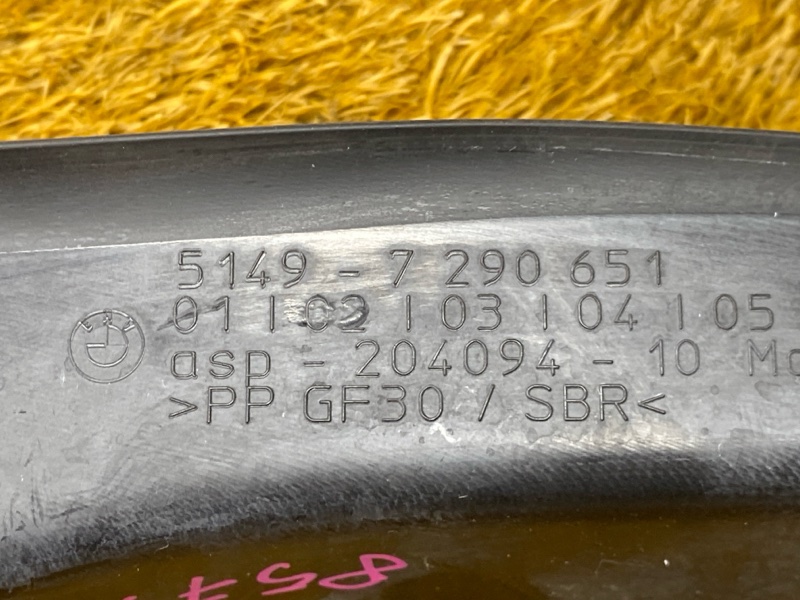 5149 - 7 290 651
01 | 02 | 03 | 04 | 05
asp - 204094 - 10
>PP GF30 / SBR<